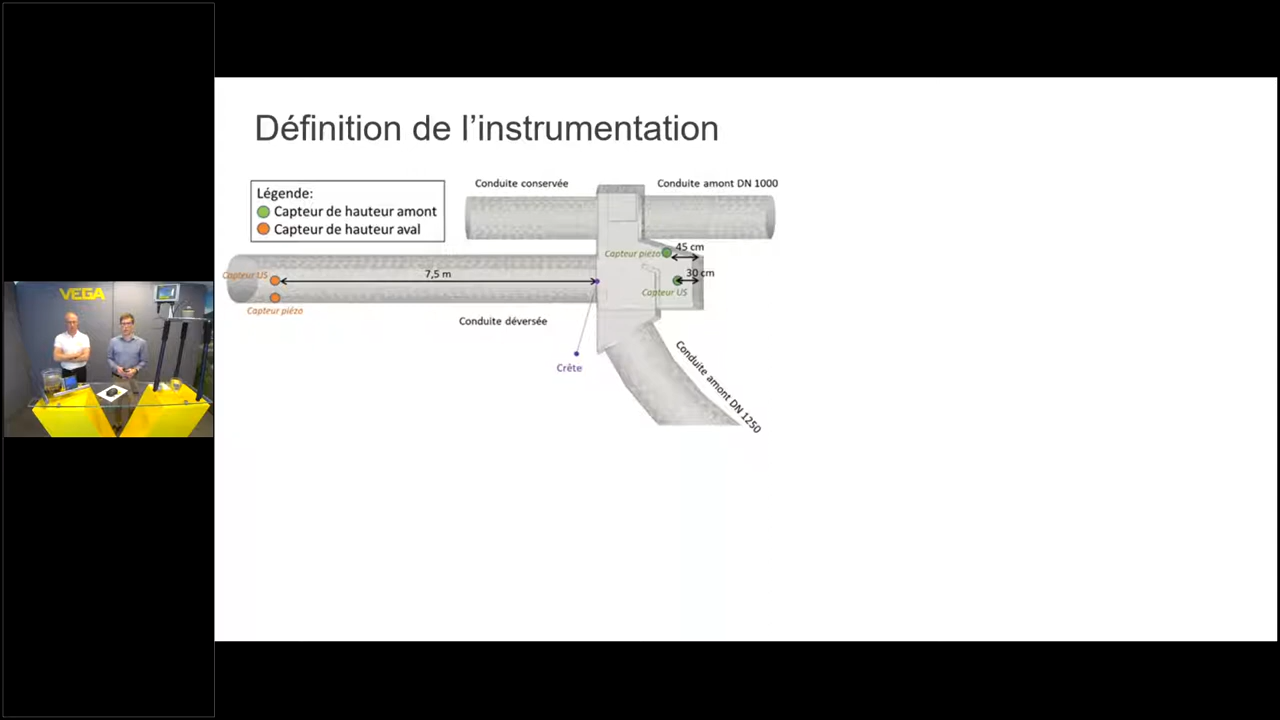 Définition de l'instrumentation
Légende:
Capteur de hauteur amont
Capteur de hauteur aval
Conduite conservée
Conduite amont DN 1000
Capteur piézo
45 cm
30 cm
Capteur US
Capteur US
7,5 m
Capteur piézo
Conduite déversée
Crête
Conduite amont DN 1250
VEGA